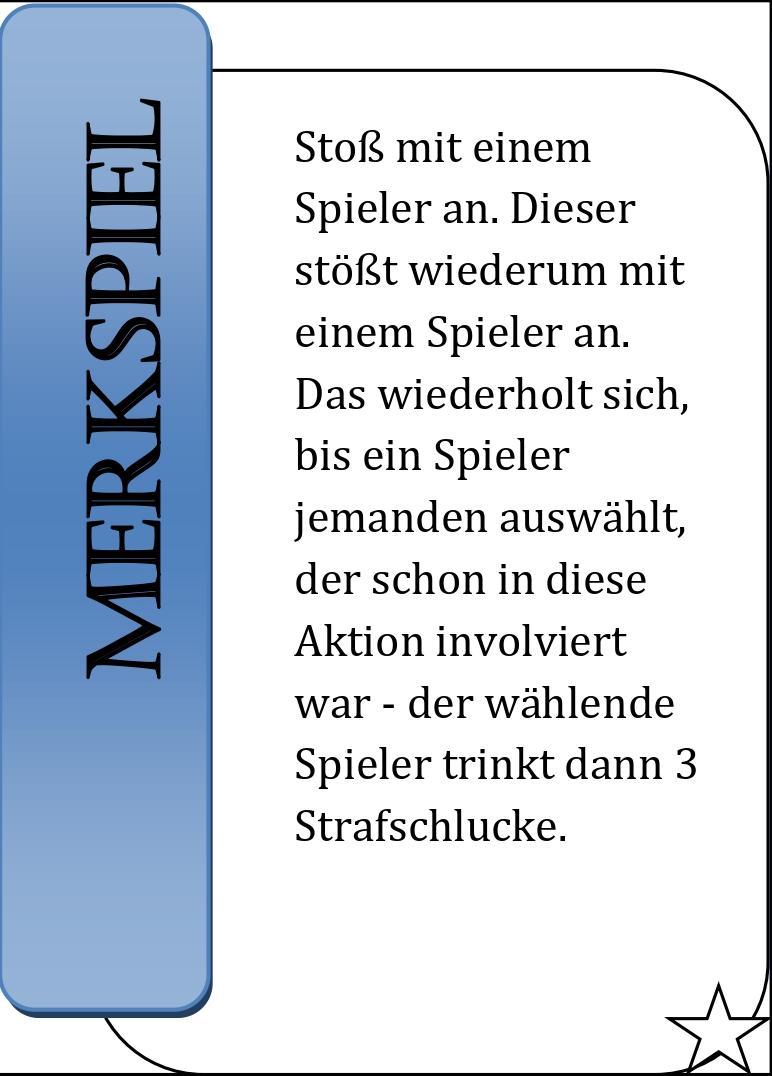 MERKSPIEL
Stoß mit einem
Spieler an. Dieser
stößt wiederum mit
einem Spieler an.
Das wiederholt sich,
bis ein Spieler
jemanden auswählt,
der schon in diese
Aktion involviert
war - der wählende
Spieler trinkt dann 3
Strafschlucke.